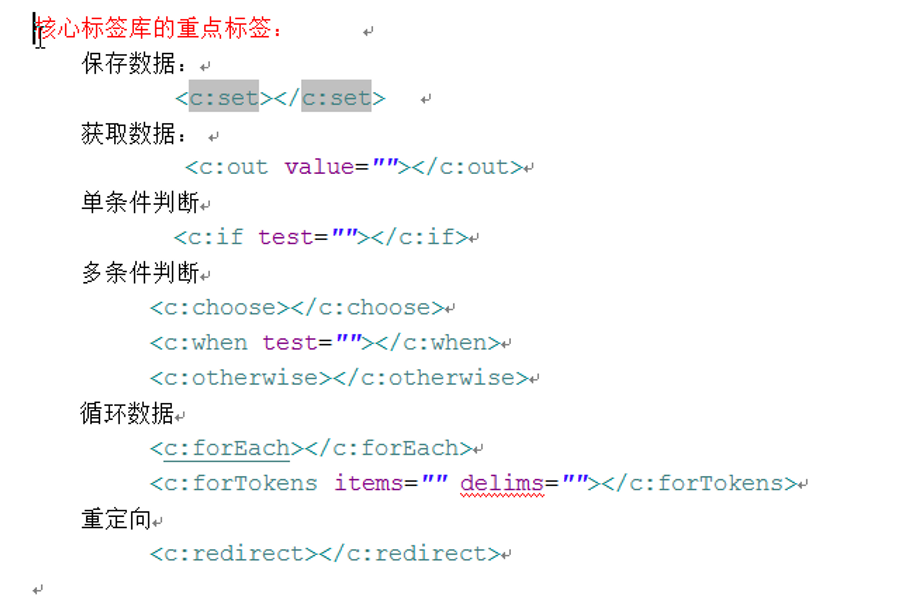 核心标签库的重点标签：
保存数据：
<c:set></c:set>
获取数据：
<c:out value=""></c:out>
单条件判断
<c:if test=""></c:if>
多条件判断
<c:choose></c:choose>
<c:when test=""></c:when>
<c:otherwise></c:otherwise>
循环数据
<c:forEach></c:forEach>
<c:forTokens items="" delims=""></c:forTokens>
重定向
<c:redirect></c:redirect>